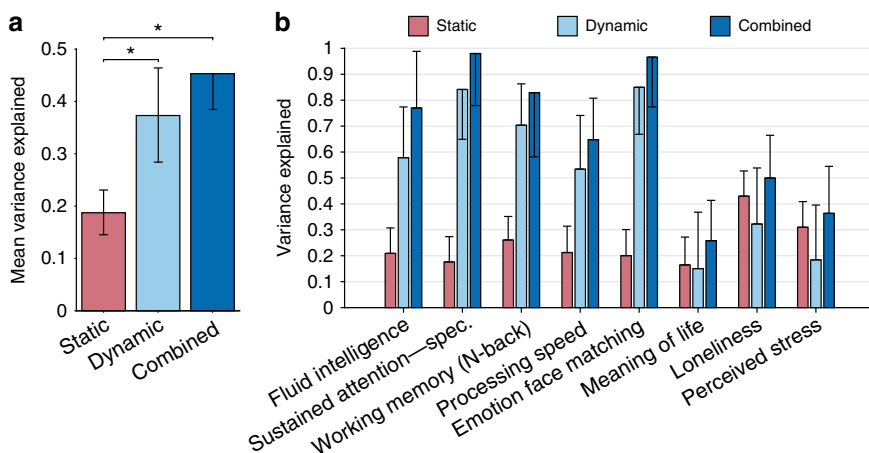 a
*
*
Mean variance explained
0.5
0.4
0.3
0.2
0.1
0
Static
Dynamic
Combined
b
Static
Dynamic
Combined
Variance explained
1
0.9
0.8
0.7
0.6
0.5
0.4
0.3
0.2
0.1
0
Fluid intelligence
Sustained attention—spec.
Working memory (N-back)
Processing speed
Emotion face matching
Meaning of life
Loneliness
Perceived stress